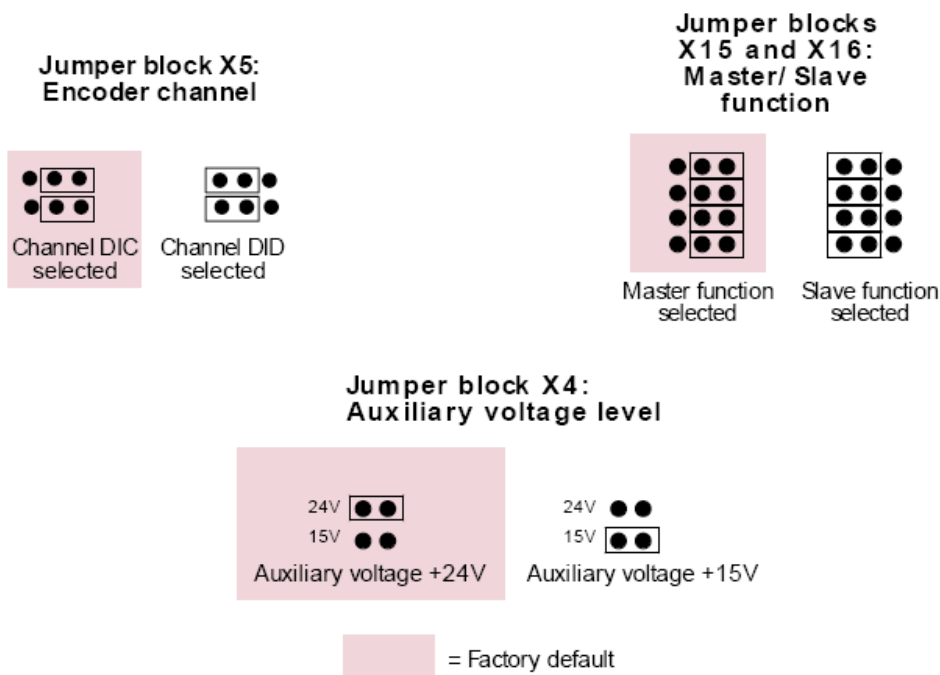 Jumper block X5:
Encoder channel
Channel DIC
selected
Channel DID
selected
Jumper blocks
X15 and X16:
Master/ Slave
function
Master function
selected
Slave function
selected
Jumper block X4:
Auxiliary voltage level
24V
15V
Auxiliary voltage +24V
24V
15V
Auxiliary voltage +15V
= Factory default